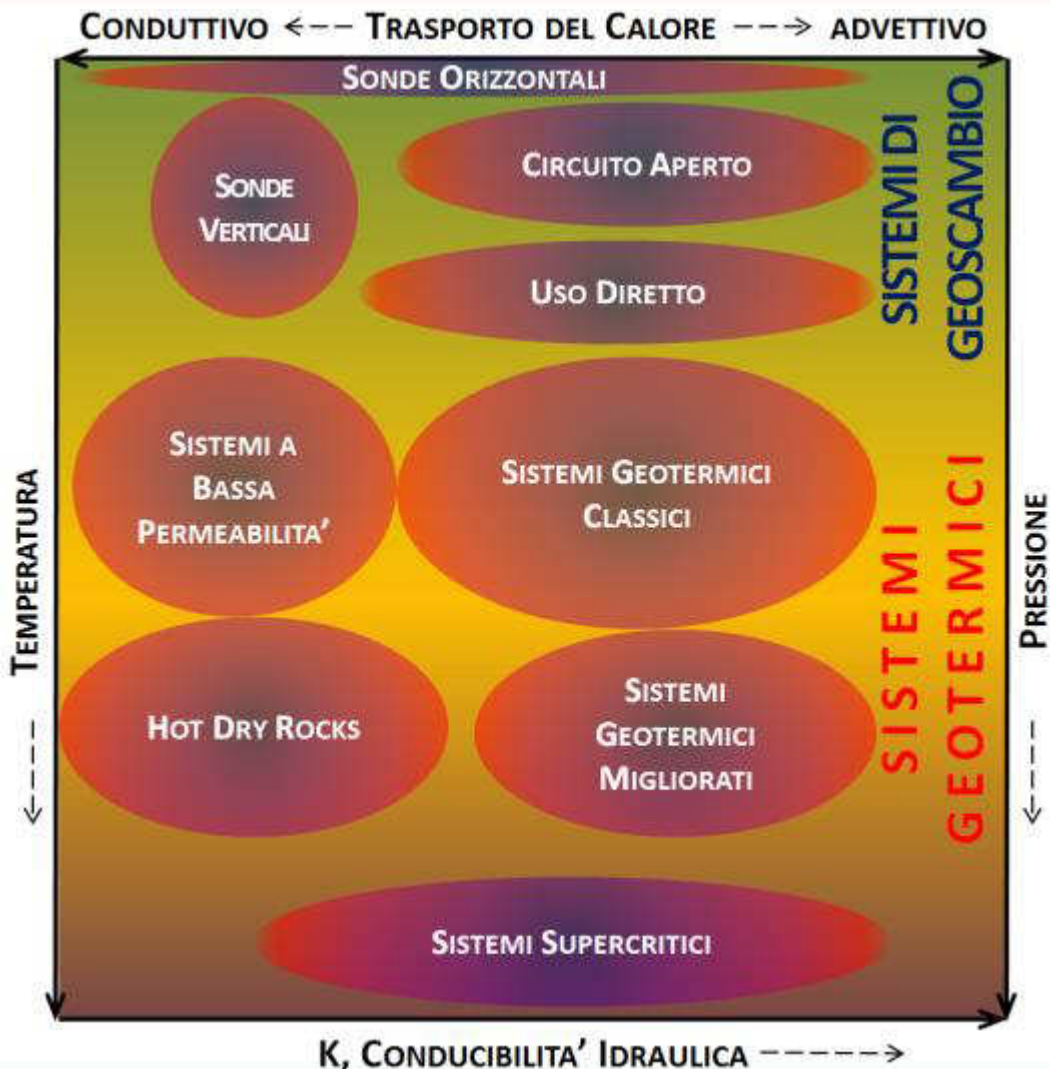 CONDUTTIVO <--- TRASPORTO DEL CALORE ---> ADVETTIVO
SONDE ORIZZONTALI
SONDE
VERTICALI
CIRCUITO APERTO
USO DIRETTO
SISTEMI DI
GEOSCAMBIO
SISTEMI A
BASSA
PERMEABILITA'
SISTEMI GEOTERMICI
CLASSICI
HOT DRY ROCKS
SISTEMI
GEOTERMICI
MIGLIORATI
SISTEMI
GEOTERMICI
SISTEMI SUPERCRITICI
TEMPERATURA
PRESSIONE
K, CONDUCIBILITA' IDRAULICA ----->